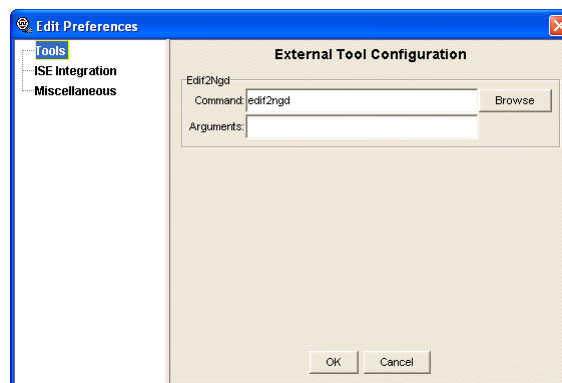 Edit Preferences
Tools
ISE Integration
Miscellaneous
External Tool Configuration
Edif2Ngd
Command: edif2ngd Browse
Arguments:
OK Cancel